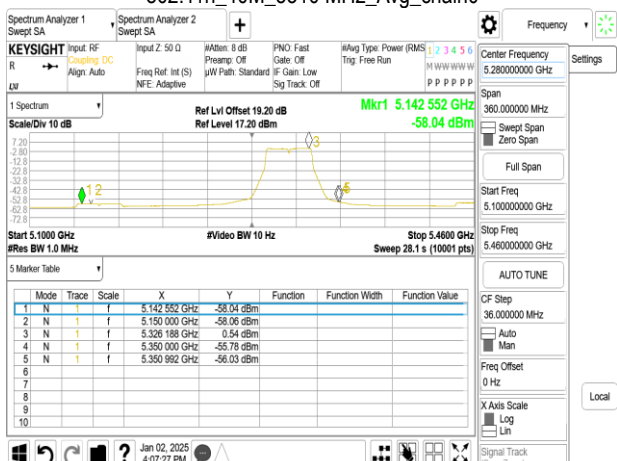 Spectrum Analyzer 1
Swept SA
Spectrum Analyzer 2
Swept SA
+
Frequency
KEYSIGHT
R
Input: RF
Coupling: DC
Align: Auto
Input Z: 50 Ω
Freq Ref: Int (S)
NFE: Adaptive
#Atten: 8 dB
Preamp: Off
µW Path: Standard
PNO: Fast
Gate: Off
IF Gain: Low
Sig Track: Off
#Avg Type: Power (RMS
Trig: Free Run
1 2 3 4 5 6
M W W W W W
P P P P P P
1 Spectrum
Scale/Div 10 dB
Ref Lvl Offset 19.20 dB
Ref Level 17.20 dBm
Mkr1 5.142 552 GHz
-58.04 dBm
7.20
-2.80
-12.8
-22.8
-32.8
-42.8
-52.8
-62.8
-72.8
1 2
3
5
Start 5.1000 GHz
#Res BW 1.0 MHz
#Video BW 10 Hz
Stop 5.4600 GHz
Sweep 28.1 s (10001 pts)
5 Marker Table
Mode Trace Scale X Y Function Function Width Function Value
1 N 1 f 5.142 552 GHz -58.04 dBm
2 N 1 f 5.150 000 GHz -58.06 dBm
3 N 1 f 5.326 188 GHz 0.54 dBm
4 N 1 f 5.350 000 GHz -55.78 dBm
5 N 1 f 5.350 992 GHz -56.03 dBm
6
7
8
9
10
Jan 02, 2025
4:07:27 PM
?
Center Frequency
5.280000000 GHz
Span
360.000000 MHz
Swept Span
Zero Span
Full Span
Start Freq
5.100000000 GHz
Stop Freq
5.460000000 GHz
AUTO TUNE
CF Step
36.000000 MHz
Auto
Man
Freq Offset
0 Hz
X Axis Scale
Log
Lin
Signal Track
Settings
Local